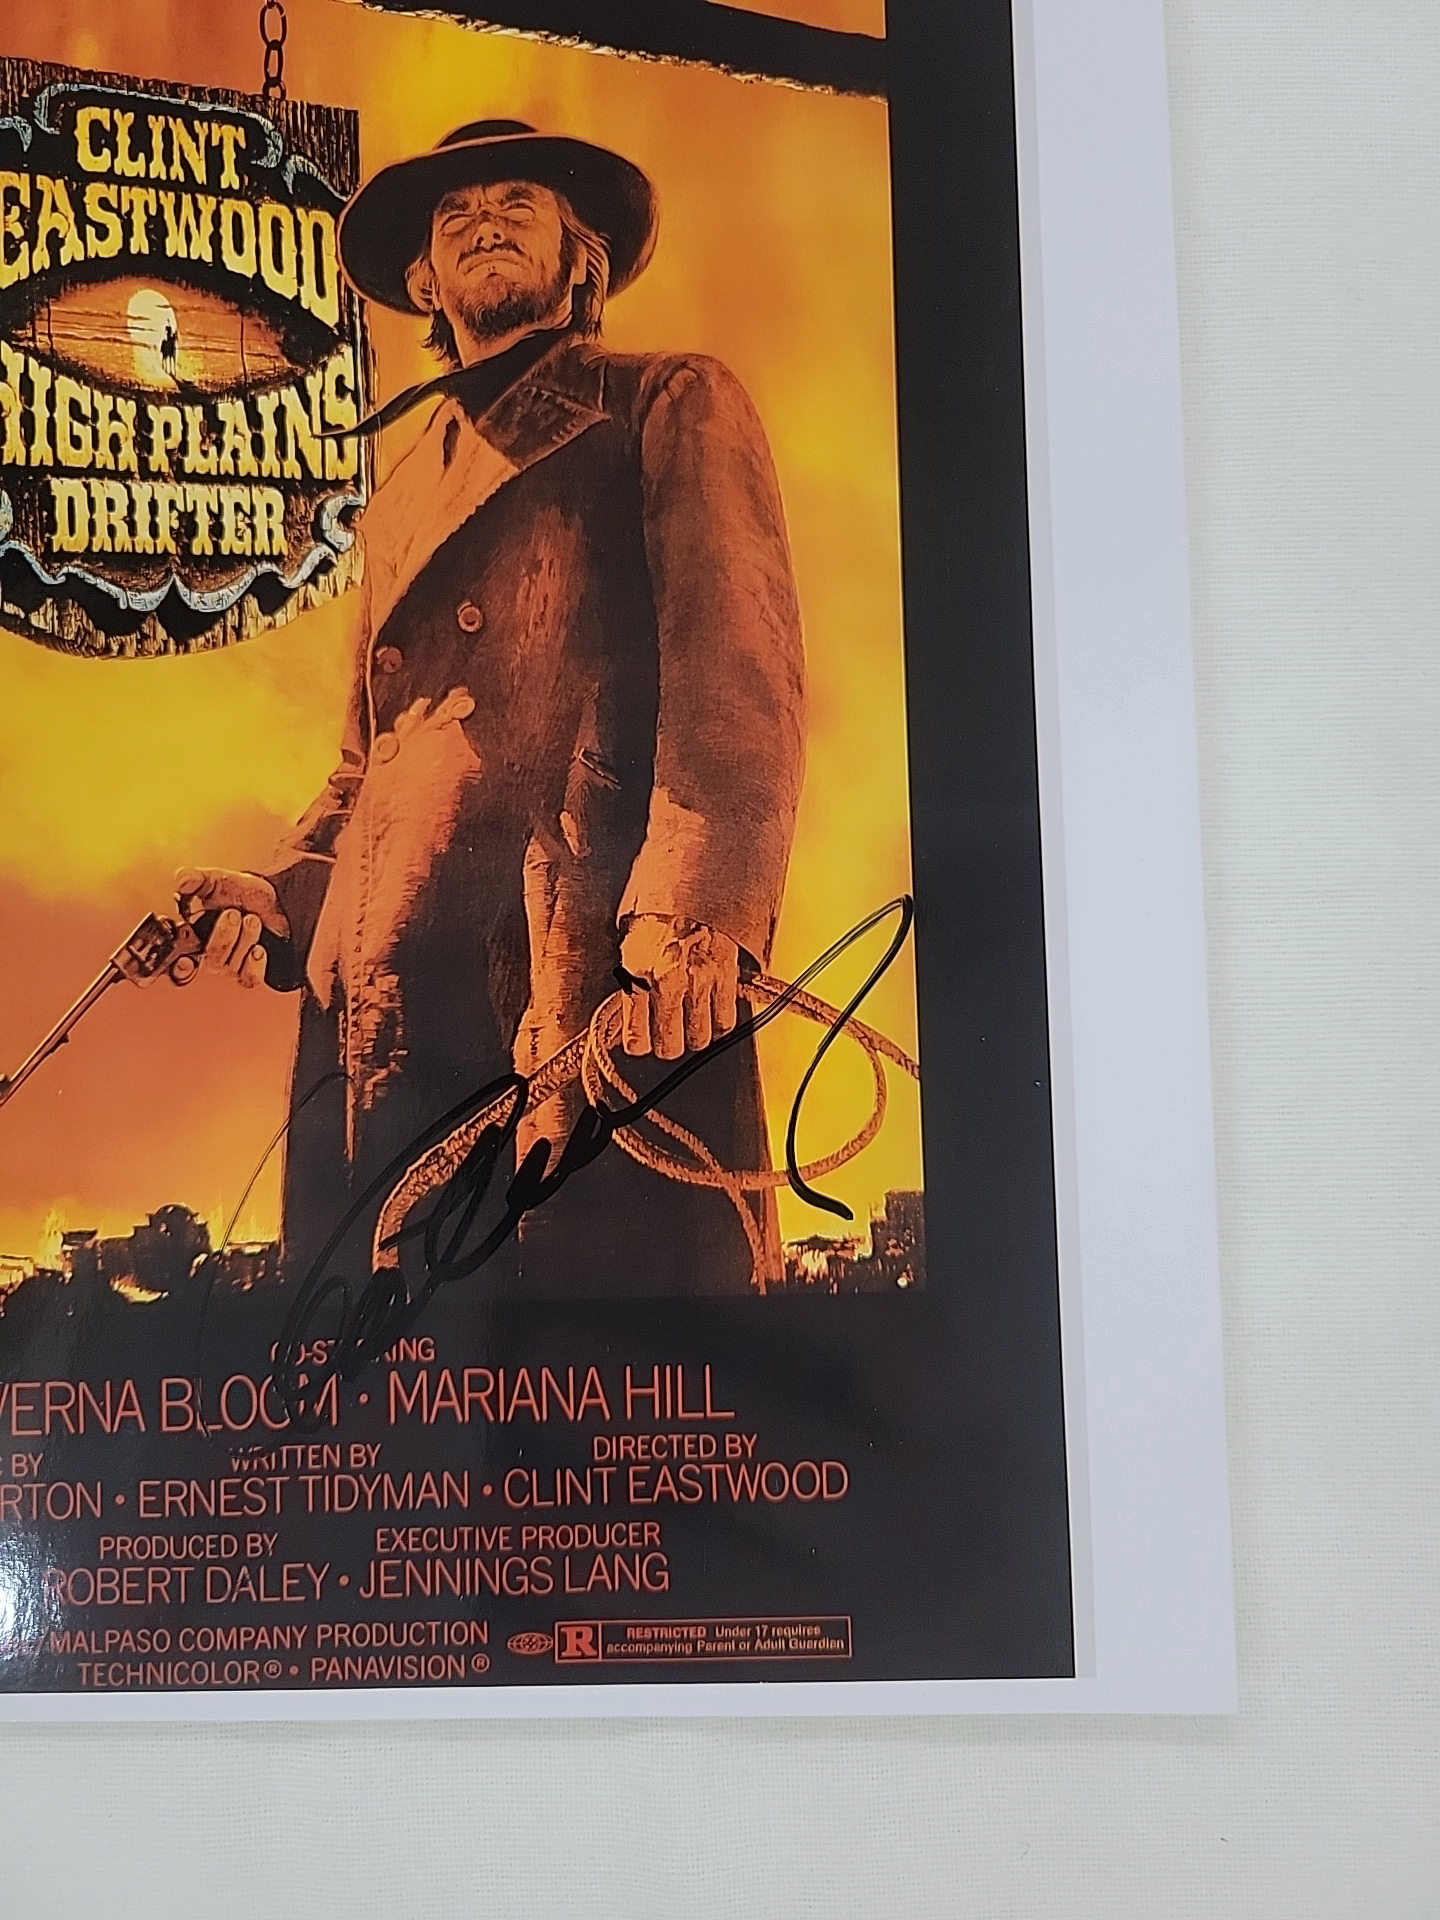 CLINT
EASTWOOD
HIGH PLAINS
DRIFTER
VERNA BLOOM • MARIANA HILL
BY WRITTEN BY DIRECTED BY
RTON • ERNEST TIDYMAN • CLINT EASTWOOD
PRODUCED BY EXECUTIVE PRODUCER
ROBERT DALEY • JENNINGS LANG
/MALPASO COMPANY PRODUCTION
TECHNICOLOR® • PANAVISION®
R RESTRICTED Under 17 requires
accompanying Parent or Adult Guardian